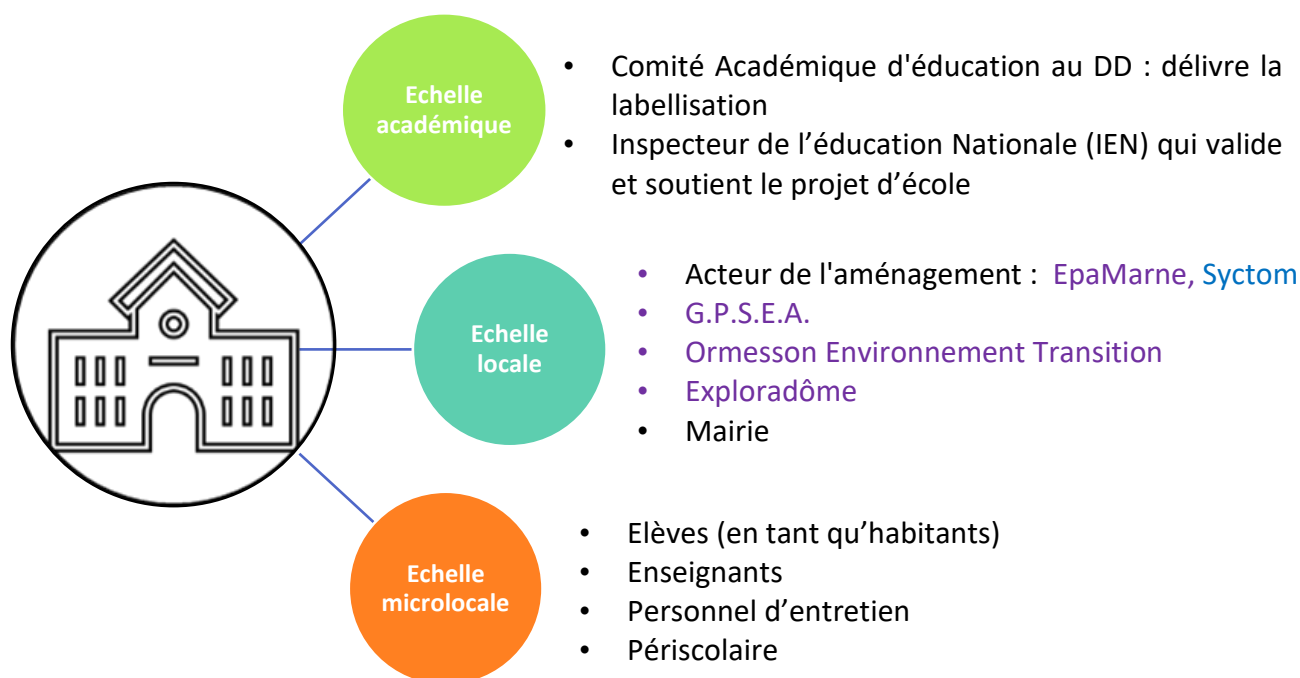 Echelle
académique
• Comité Académique d'éducation au DD : délivre la
labellisation
• Inspecteur de l’éducation Nationale (IEN) qui valide
et soutient le projet d’école
Echelle
locale
• Acteur de l'aménagement : EpaMarne, Syctom
• G.P.S.E.A.
• Ormesson Environnement Transition
• Exploradôme
• Mairie
Echelle
microlocale
• Elèves (en tant qu’habitants)
• Enseignants
• Personnel d’entretien
• Périscolaire